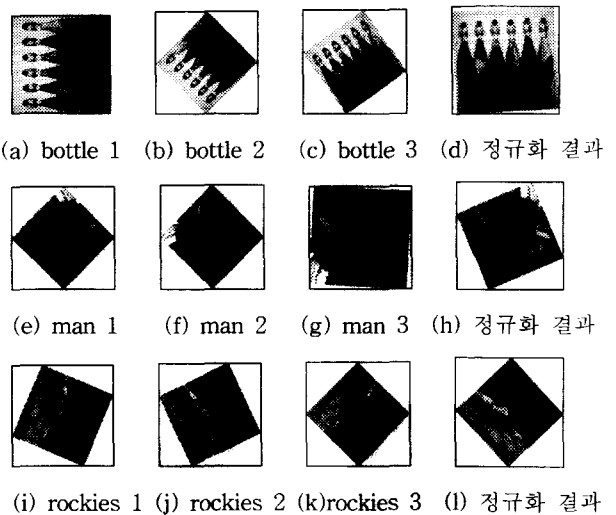 (a) bottle 1 (b) bottle 2 (c) bottle 3 (d) 정규화 결과
(e) man 1 (f) man 2 (g) man 3 (h) 정규화 결과
(i) rockies 1 (j) rockies 2 (k)rockies 3 (l) 정규화 결과